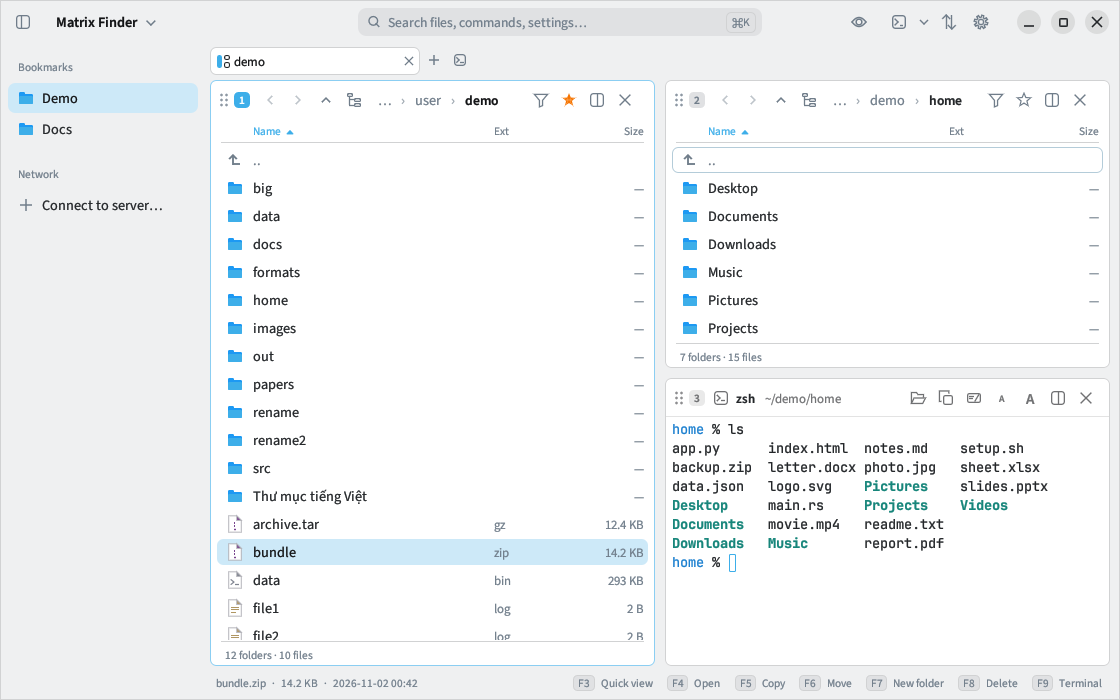 Matrix Finder
Search files, commands, settings… ⌘K
Bookmarks
Demo
Docs
Network
Connect to server…
demo
1 … › user › demo
Name Ext Size
..
big —
data —
docs —
formats —
home —
images —
out —
papers —
rename —
rename2 —
src —
Thư mục tiếng Việt —
archive.tar gz 12.4 KB
bundle zip 14.2 KB
data bin 293 KB
file1 log 2 B
file2 log 2 B
12 folders · 10 files
2 … › demo › home
Name Ext Size
..
Desktop —
Documents —
Downloads —
Music —
Pictures —
Projects —
7 folders · 15 files
3 zsh ~/demo/home A A
home % ls
app.py index.html notes.md setup.sh
backup.zip letter.docx photo.jpg sheet.xlsx
data.json logo.svg Pictures slides.pptx
Desktop main.rs Projects Videos
Documents movie.mp4 readme.txt
Downloads Music report.pdf
home %
bundle.zip · 14.2 KB · 2026-11-02 00:42
F3 Quick view F4 Open F5 Copy F6 Move F7 New folder F8 Delete F9 Terminal